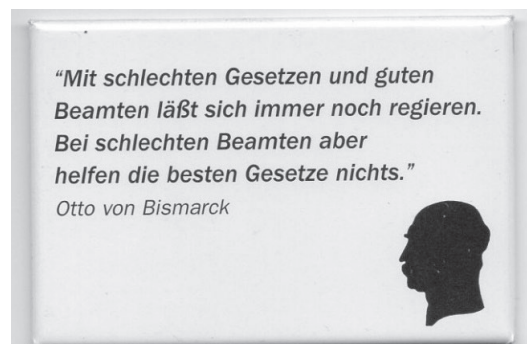 “Mit schlechten Gesetzen und guten
Beamten läßt sich immer noch regieren.
Bei schlechten Beamten aber
helfen die besten Gesetze nichts.”
Otto von Bismarck